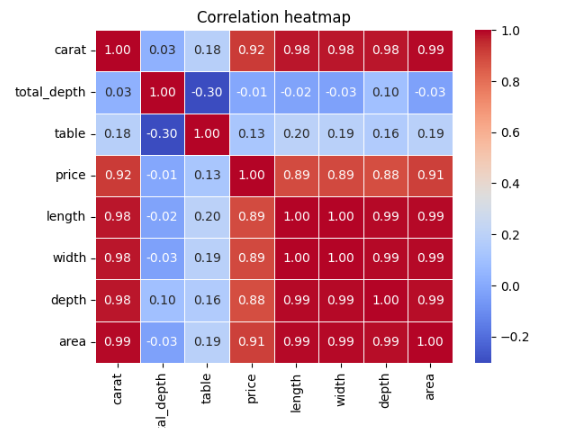 Correlation heatmap
carat 1.00 0.03 0.18 0.92 0.98 0.98 0.98 0.99
total_depth 0.03 1.00 -0.30 -0.01 -0.02 -0.03 0.10 -0.03
table 0.18 -0.30 1.00 0.13 0.20 0.19 0.16 0.19
price 0.92 -0.01 0.13 1.00 0.89 0.89 0.88 0.91
length 0.98 -0.02 0.20 0.89 1.00 1.00 0.99 0.99
width 0.98 -0.03 0.19 0.89 1.00 1.00 0.99 0.99
depth 0.98 0.10 0.16 0.88 0.99 0.99 1.00 0.99
area 0.99 -0.03 0.19 0.91 0.99 0.99 0.99 1.00
carat al_depth table price length width depth area
1.0
0.8
0.6
0.4
0.2
0.0
−0.2